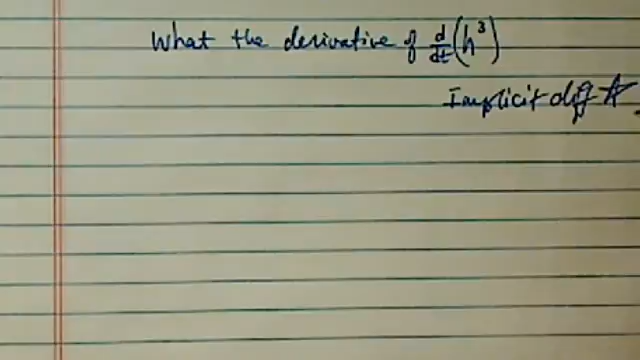 What the derivative of d/dt (h³)
Implicit diff ☆